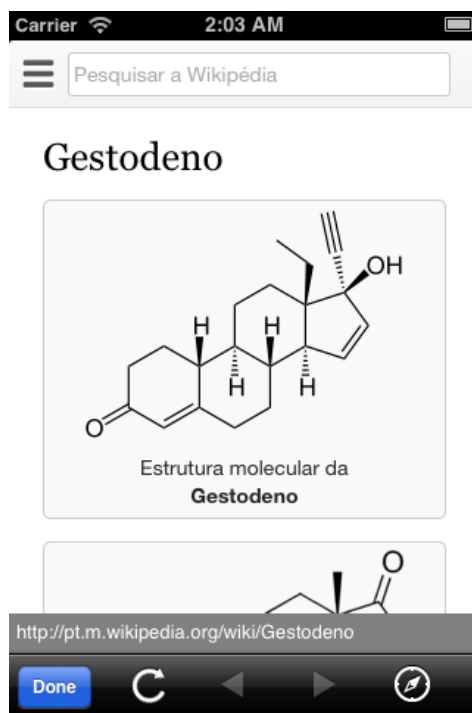 Carrier 2:03 AM
Pesquisar a Wikipédia
Gestodeno
OH
H H
H H
O
Estrutura molecular da
Gestodeno
O
http://pt.m.wikipedia.org/wiki/Gestodeno
Done